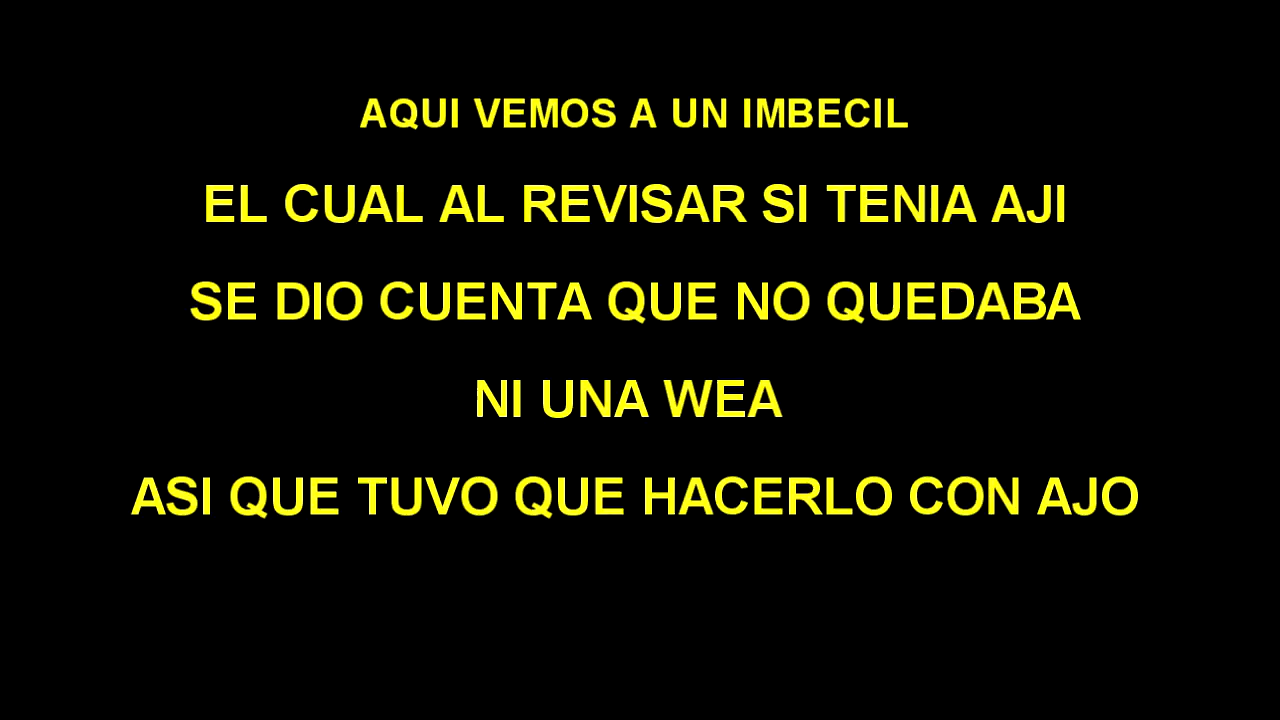 AQUI VEMOS A UN IMBECIL
EL CUAL AL REVISAR SI TENIA AJI
SE DIO CUENTA QUE NO QUEDABA
NI UNA WEA
ASI QUE TUVO QUE HACERLO CON AJO